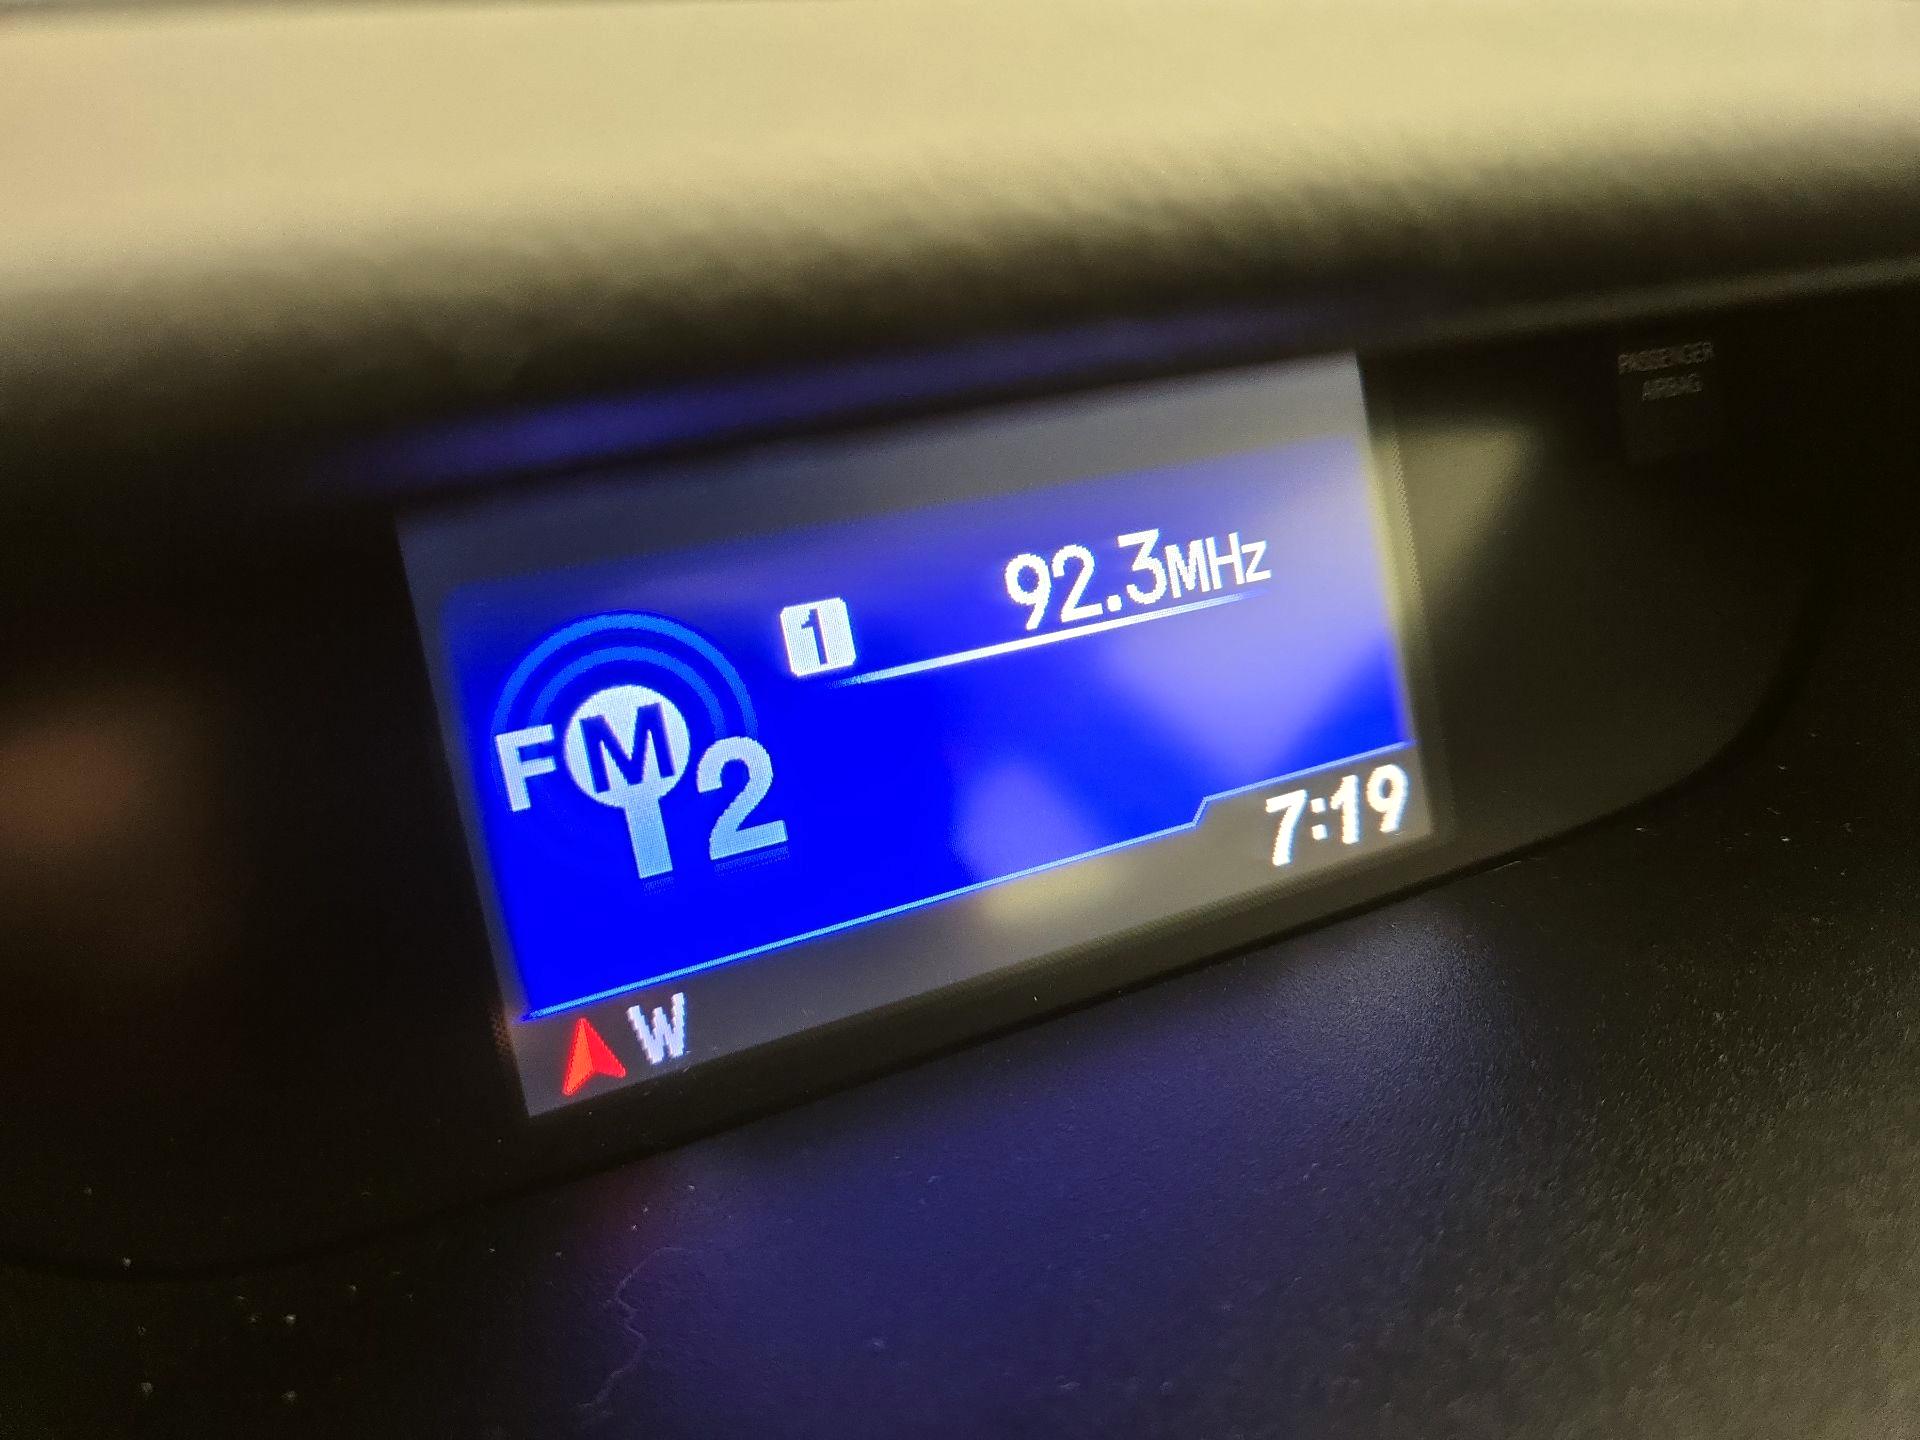 PASSENGER
AIRBAG
1 92.3MHz
FM2
7:19
W